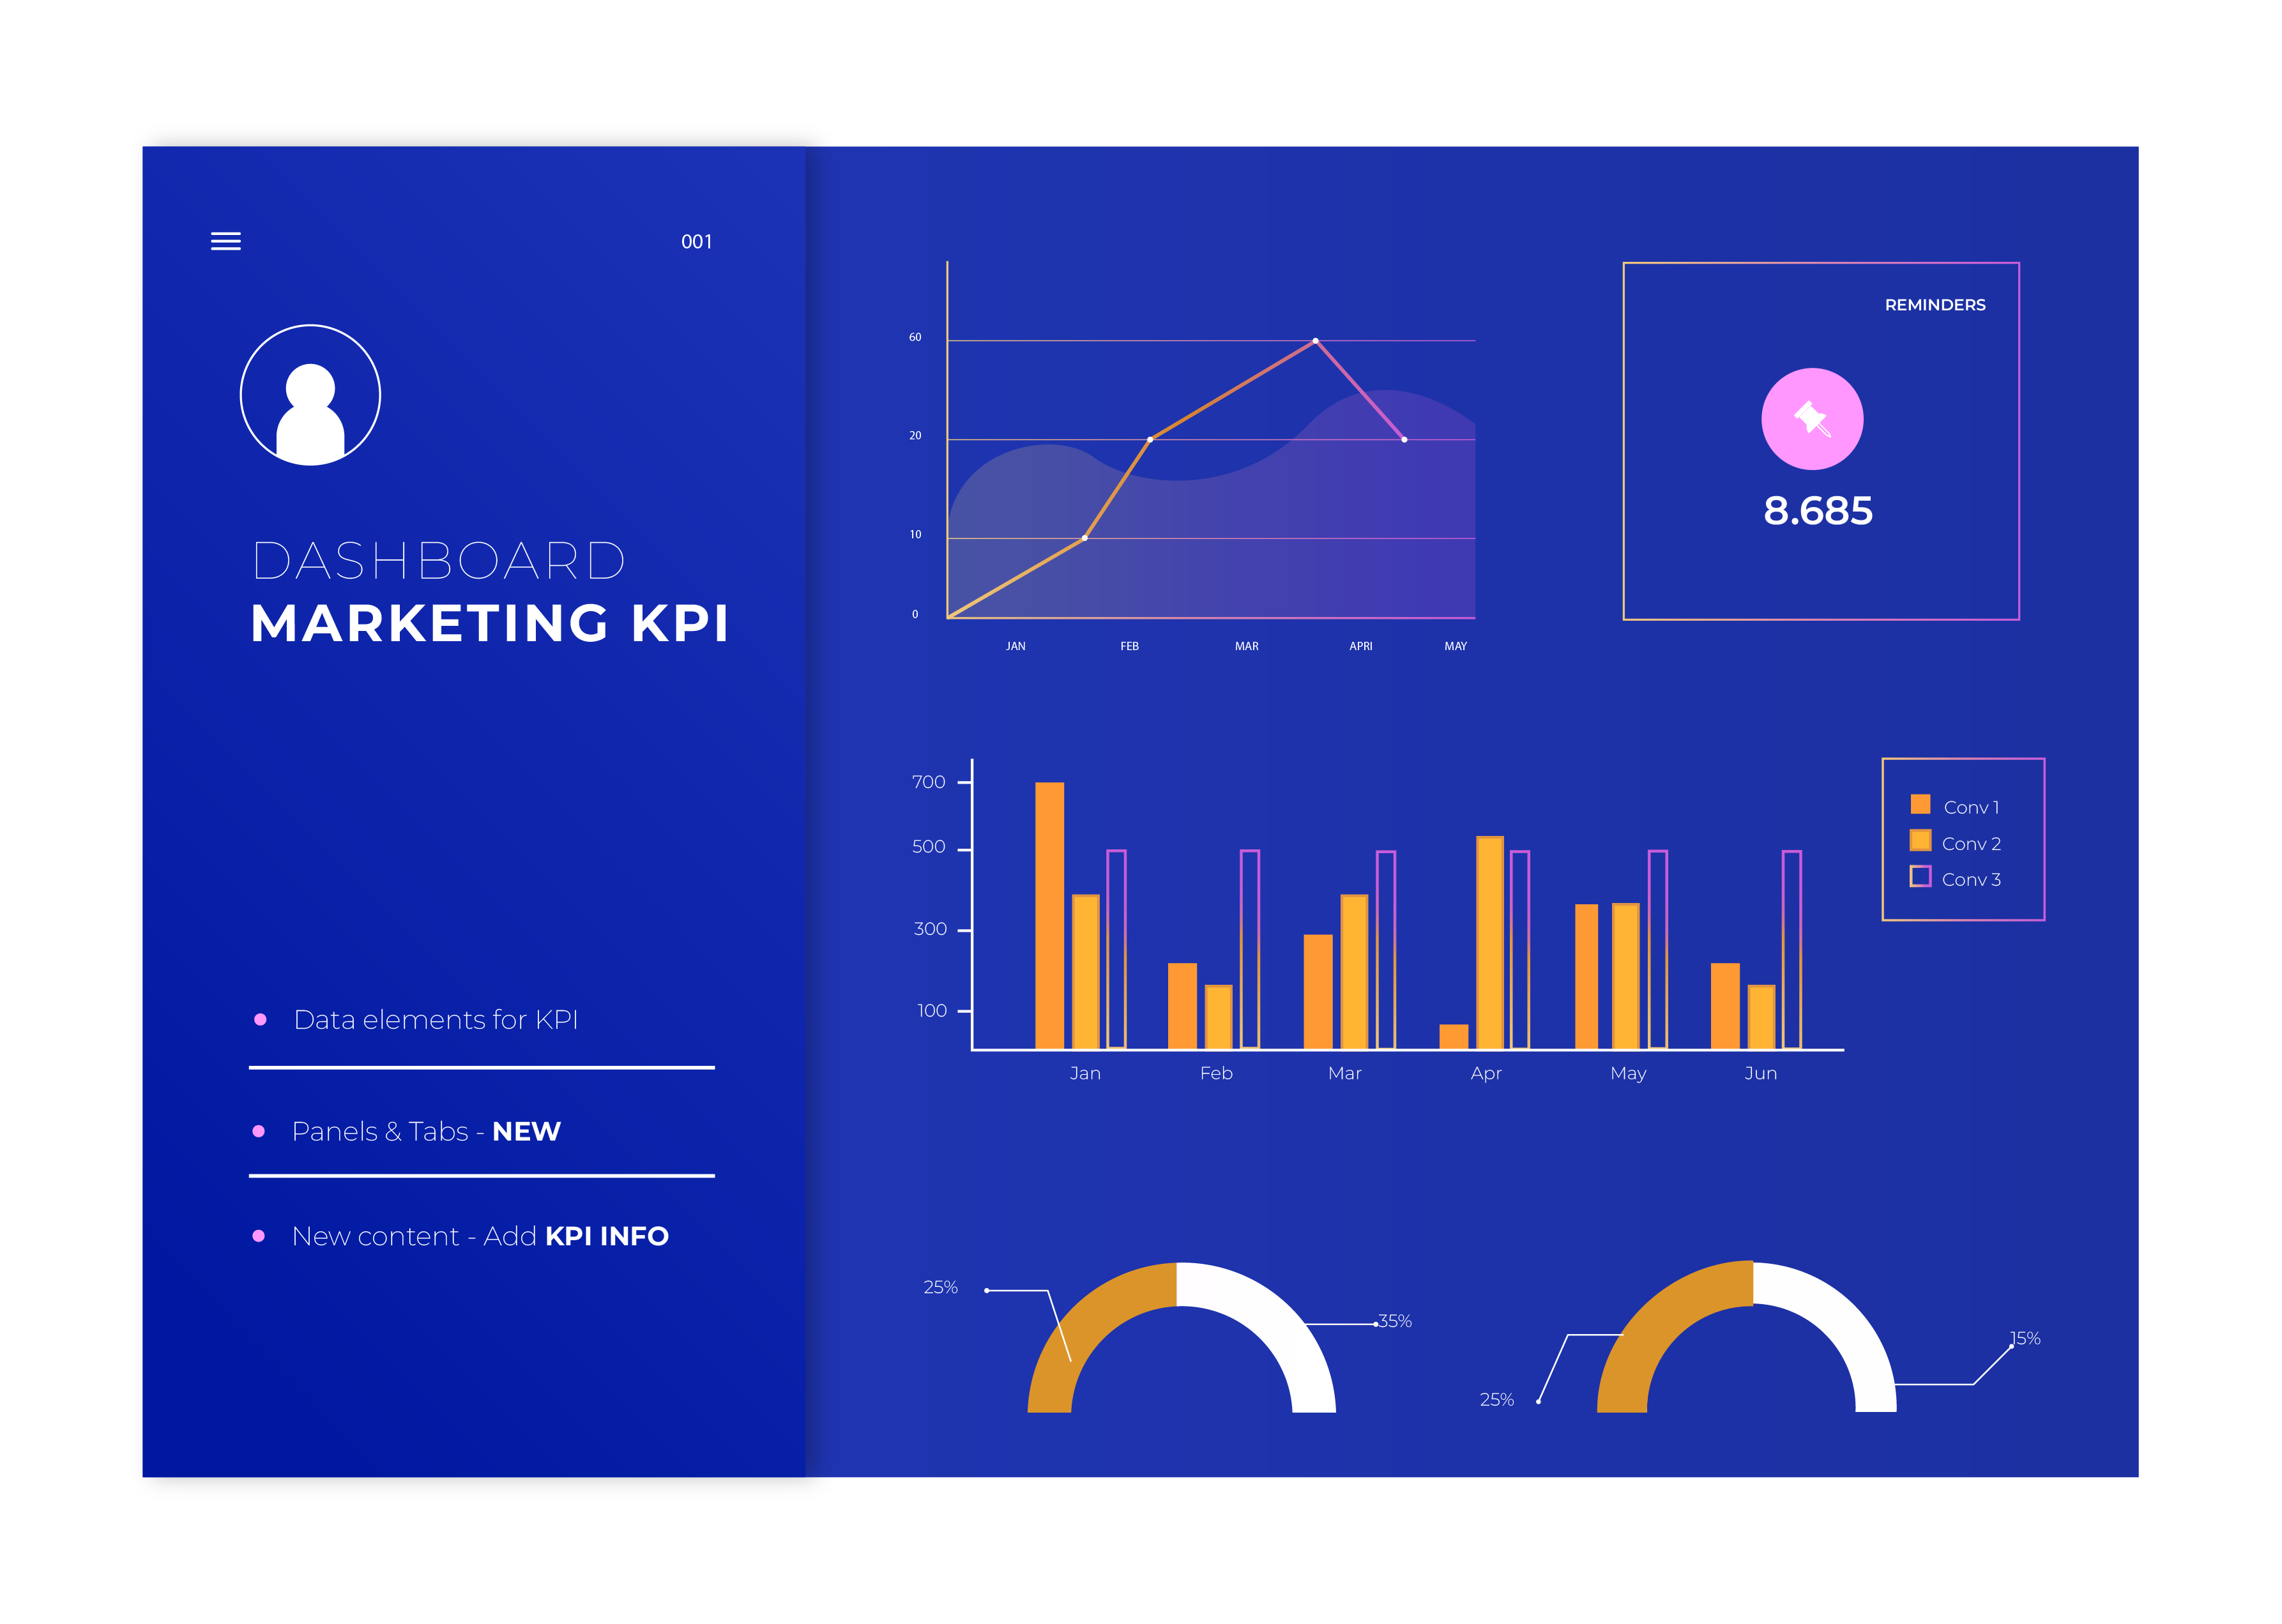 001
DASHBOARD
MARKETING KPI
Data elements for KPI
Panels & Tabs - NEW
New content - Add KPI INFO
60
20
10
0
JAN FEB MAR APRI MAY
REMINDERS
8.685
700
500
300
100
Jan Feb Mar Apr May Jun
Conv 1
Conv 2
Conv 3
25%
35%
25%
15%